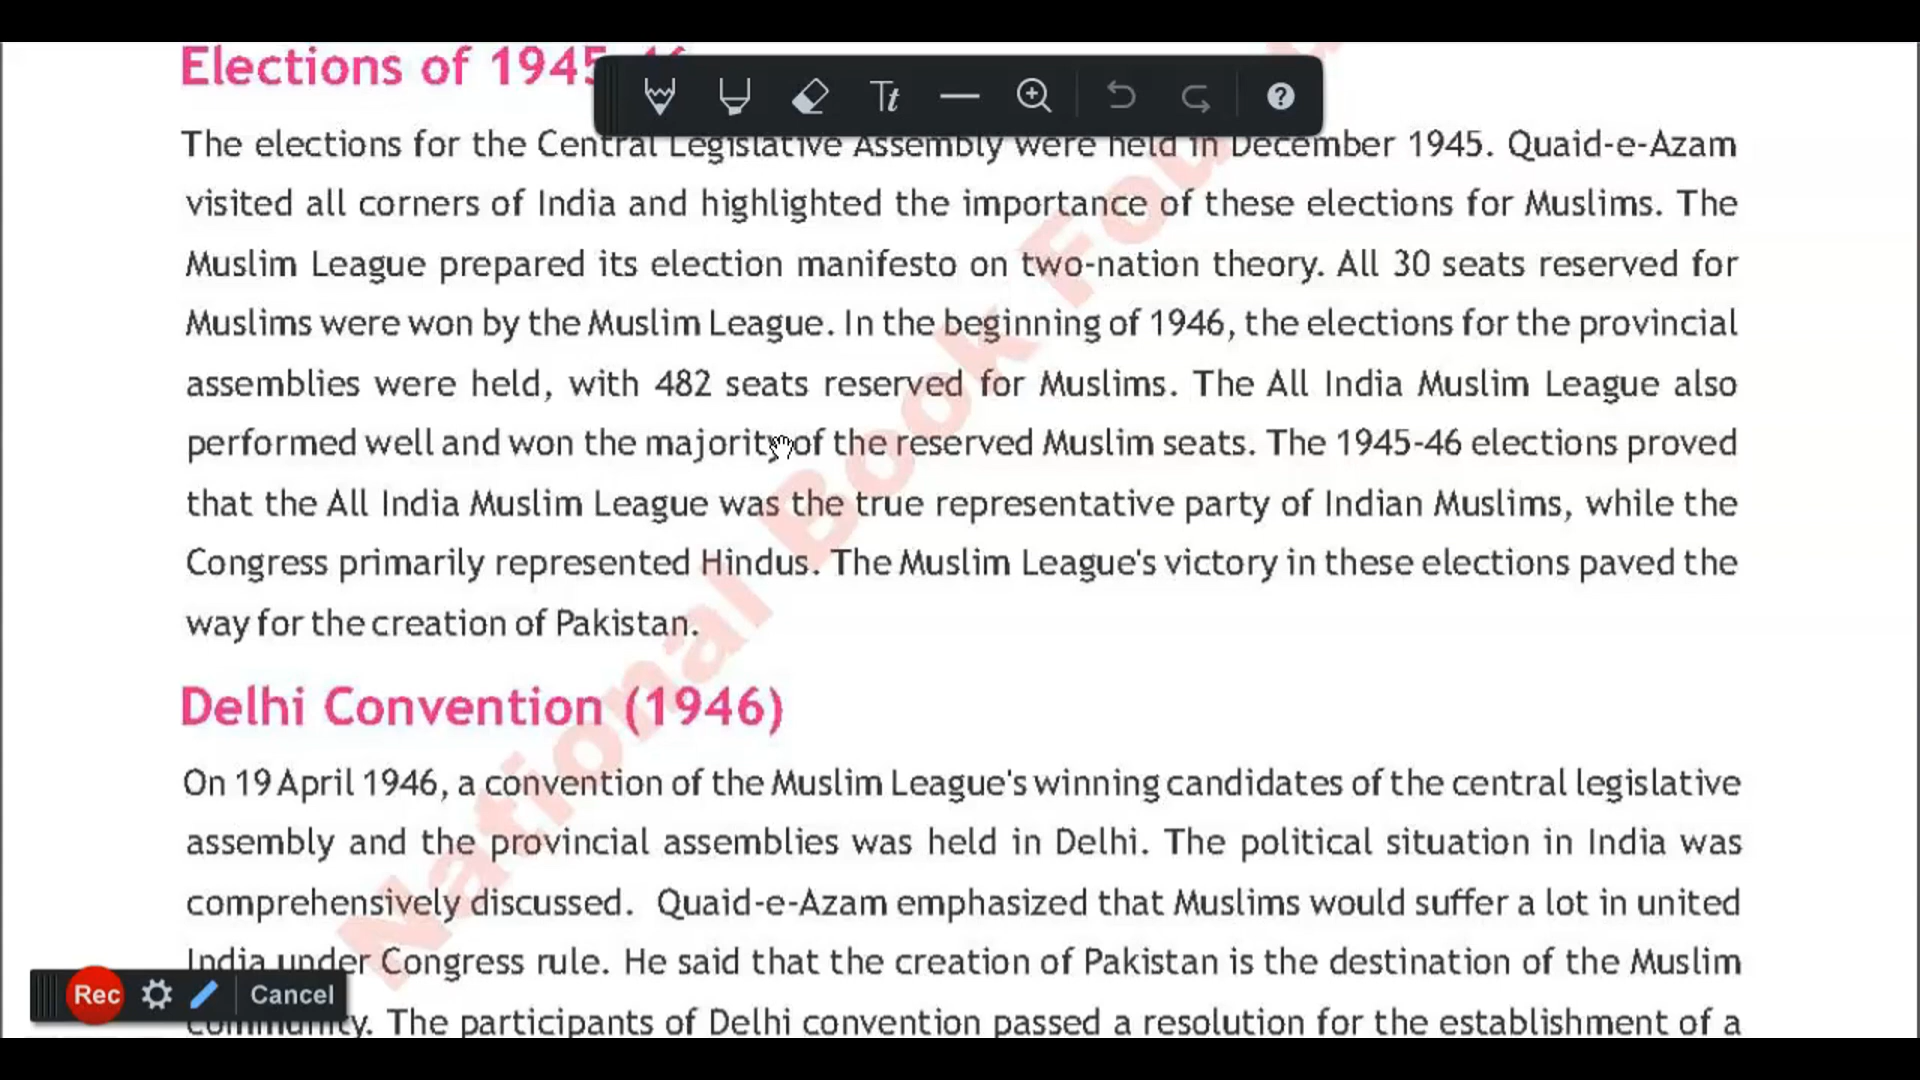 Elections of 1945-46
The elections for the Central Legislative Assembly were held in December 1945. Quaid-e-Azam
visited all corners of India and highlighted the importance of these elections for Muslims. The
Muslim League prepared its election manifesto on two-nation theory. All 30 seats reserved for
Muslims were won by the Muslim League. In the beginning of 1946, the elections for the provincial
assemblies were held, with 482 seats reserved for Muslims. The All India Muslim League also
performed well and won the majority of the reserved Muslim seats. The 1945-46 elections proved
that the All India Muslim League was the true representative party of Indian Muslims, while the
Congress primarily represented Hindus. The Muslim League's victory in these elections paved the
way for the creation of Pakistan.
Delhi Convention (1946)
On 19 April 1946, a convention of the Muslim League's winning candidates of the central legislative
assembly and the provincial assemblies was held in Delhi. The political situation in India was
comprehensively discussed. Quaid-e-Azam emphasized that Muslims would suffer a lot in united
India under Congress rule. He said that the creation of Pakistan is the destination of the Muslim
community. The participants of Delhi convention passed a resolution for the establishment of a
National Book
Tt
Rec
Cancel